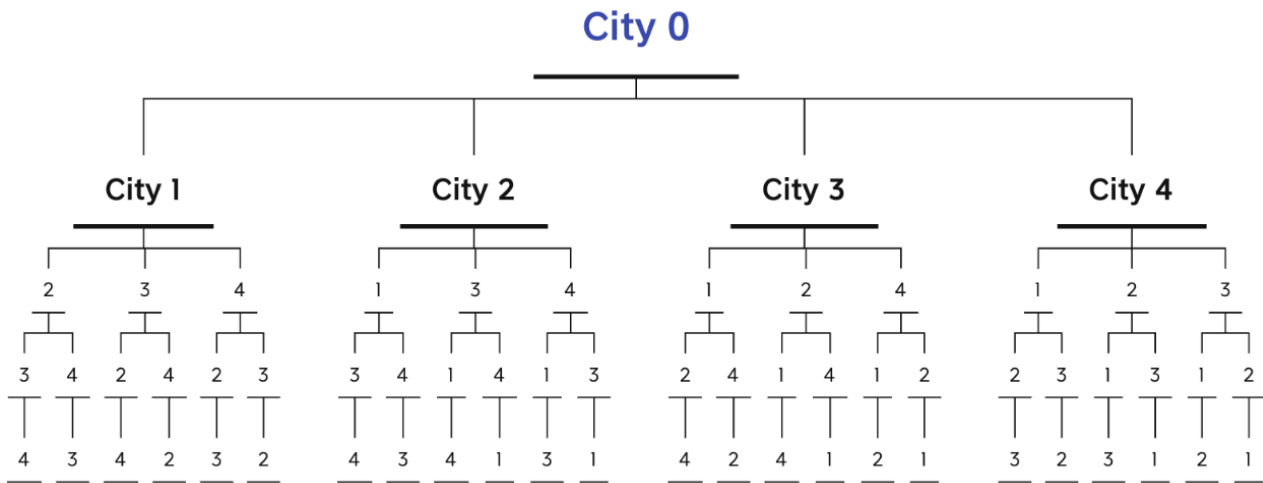 City 0
City 1 City 2 City 3 City 4
2 3 4 1 3 4 1 2 4 1 2 3
3 4 2 4 2 3 3 4 1 4 1 3 2 4 1 4 1 2 2 3 1 3 1 2
4 3 4 2 3 2 4 3 4 1 3 1 4 2 4 1 2 1 3 2 3 1 2 1